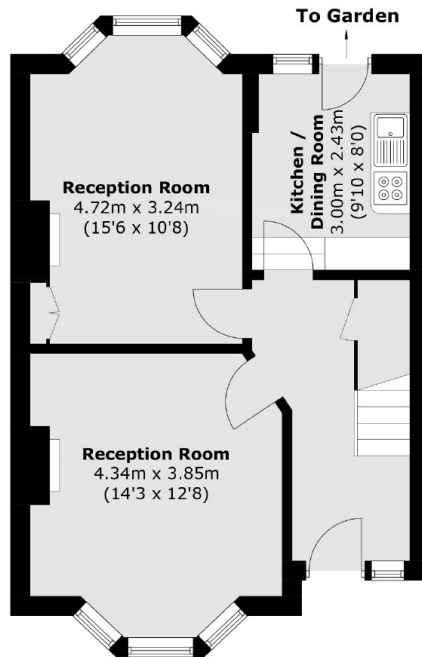 To Garden
Reception Room
4.72m x 3.24m
(15'6 x 10'8)
Kitchen /
Dining Room
3.00m x 2.43m
(9'10 x 8'0)
Reception Room
4.34m x 3.85m
(14'3 x 12'8)